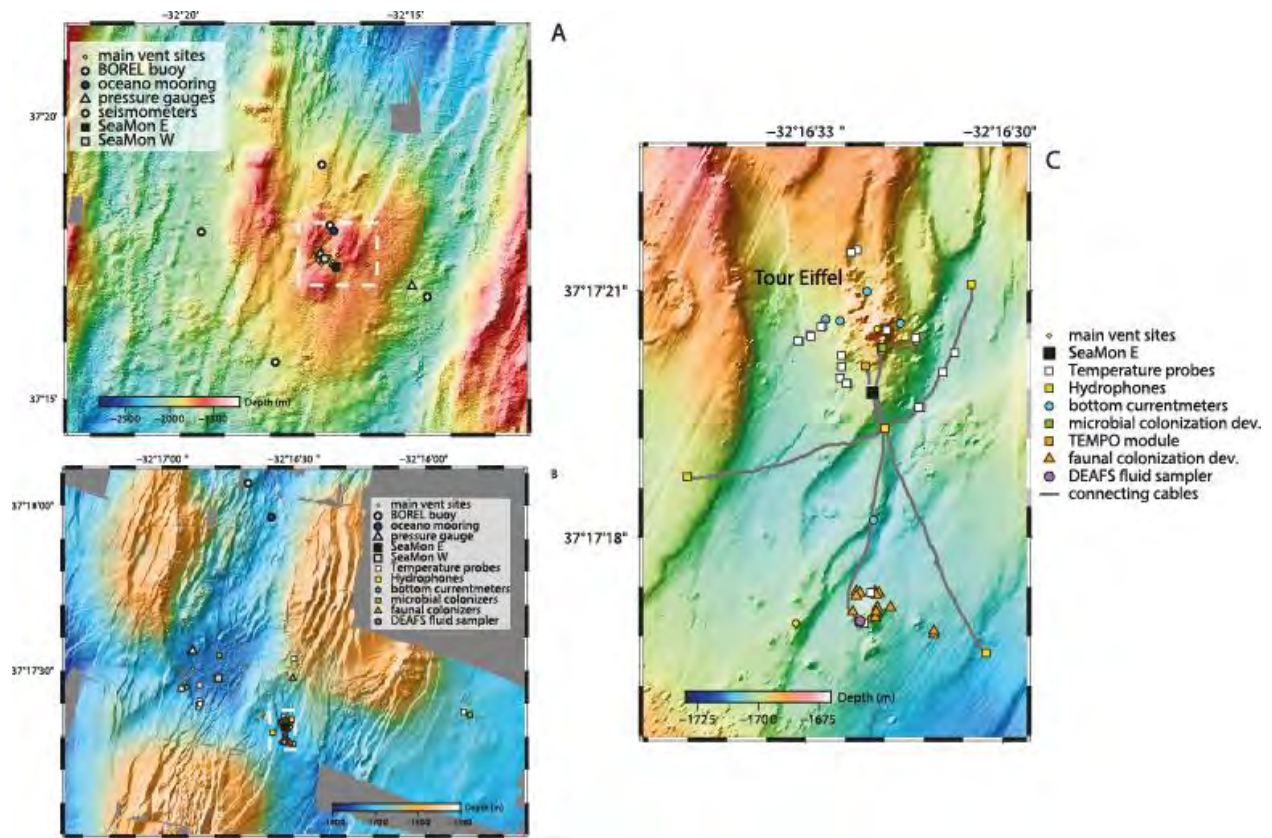 −32°20'
−32°15'
A
main vent sites
BOREL buoy
oceano mooring
pressure gauges
seismometers
SeaMon E
SeaMon W
37°20'
37°15'
Depth (m)
−2500
−2000
−1500
−32°17'00"
−32°16'30"
−32°16'00"
B
main vent sites
BOREL buoy
oceano mooring
pressure gauge
SeaMon E
SeaMon W
Temperature probes
Hydrophones
bottom currentmeters
microbial colonizers
faunal colonizers
DEAFS fluid sampler
37°18'00"
37°17'30"
Depth (m)
−32°16'33"
−32°16'30"
C
Tour Eiffel
37°17'21"
37°17'18"
main vent sites
SeaMon E
Temperature probes
Hydrophones
bottom currentmeters
microbial colonization dev.
TEMPO module
faunal colonization dev.
DEAFS fluid sampler
connecting cables
Depth (m)
−1725
−1700
−1675